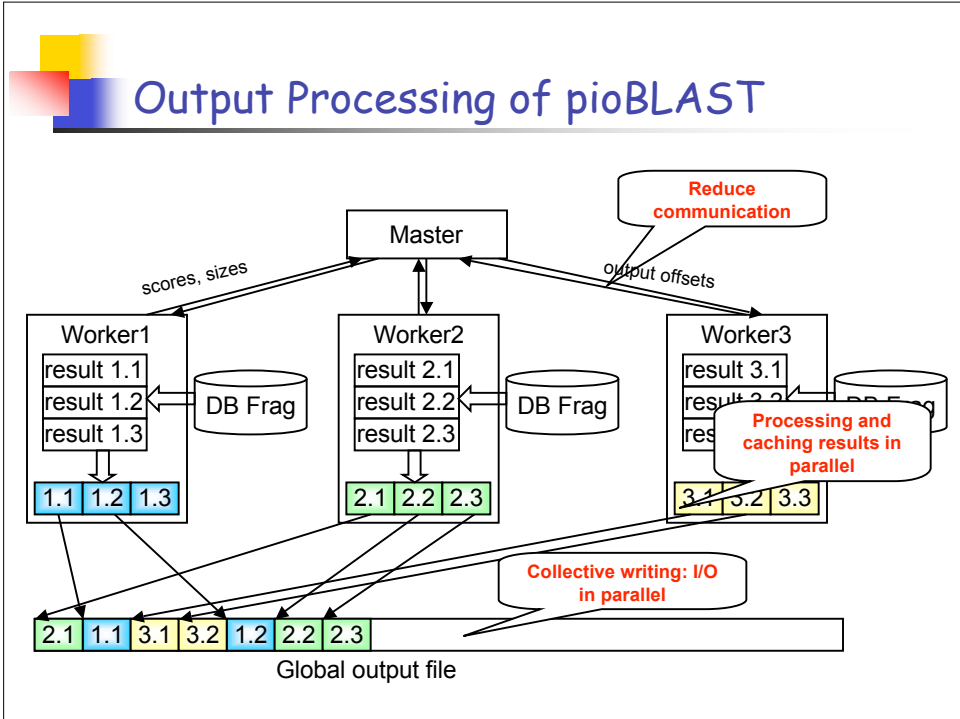 Output Processing of pioBLAST
Reduce
communication
Master
scores, sizes
output offsets
Worker1
result 1.1
result 1.2
result 1.3
DB Frag
1.1 1.2 1.3
Worker2
result 2.1
result 2.2
result 2.3
DB Frag
2.1 2.2 2.3
Worker3
result 3.1
Processing and
caching results in
parallel
3.1 3.2 3.3
Collective writing: I/O
in parallel
2.1 1.1 3.1 3.2 1.2 2.2 2.3
Global output file